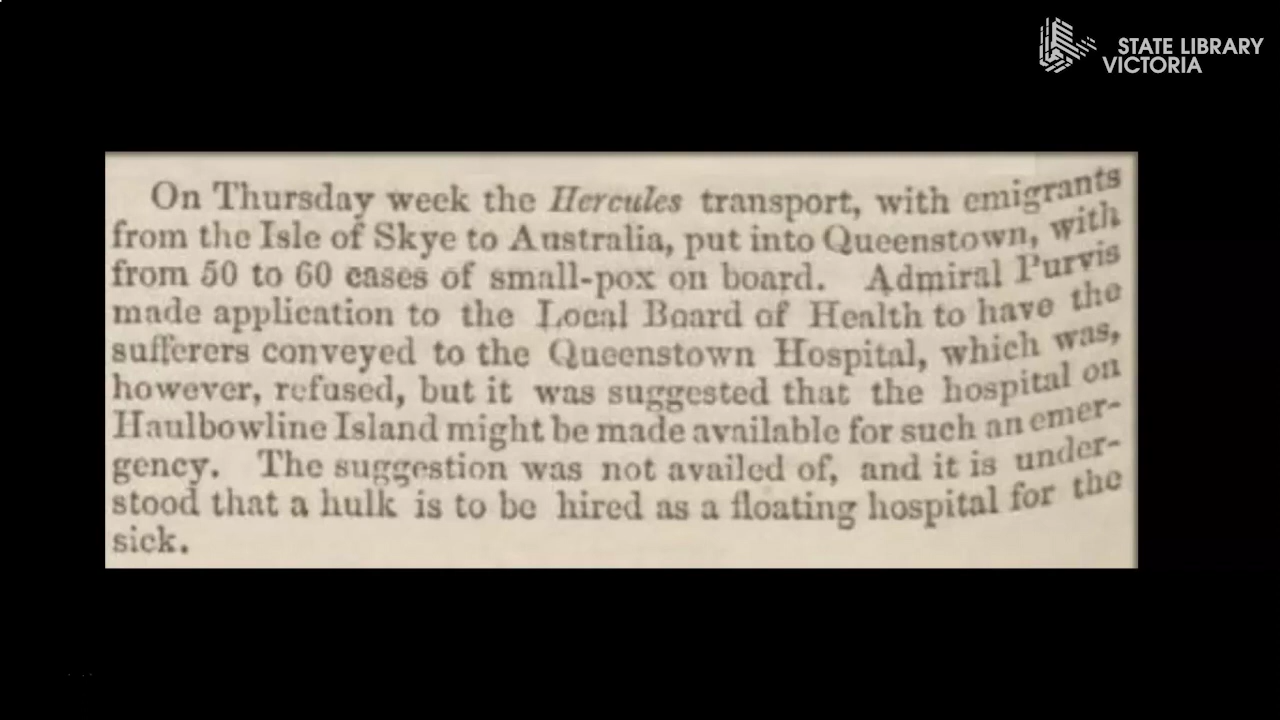 STATE LIBRARY
VICTORIA
On Thursday week the Hercules transport, with emigrants
from the Isle of Skye to Australia, put into Queenstown, with
from 50 to 60 cases of small-pox on board. Admiral Purvis
made application to the Local Board of Health to have the
sufferers conveyed to the Queenstown Hospital, which was,
however, refused, but it was suggested that the hospital on
Haulbowline Island might be made available for such an emer-
gency. The suggestion was not availed of, and it is under-
stood that a hulk is to be hired as a floating hospital for the
sick.